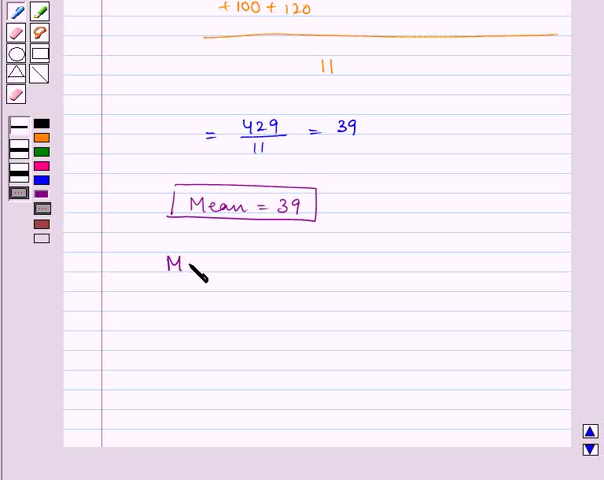 + 100 + 120
11
= 429 = 39
11
Mean = 39
M